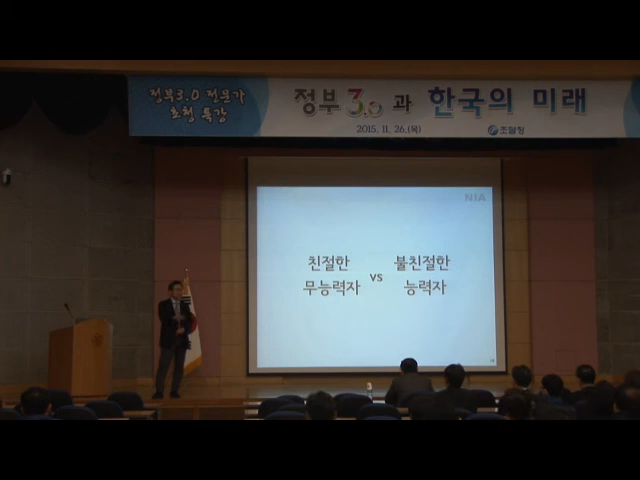 정부3.0 전문가
초청 특강
정부 3.0 과 한국의 미래
2015. 11. 26.(목)
조달청
NIA
친절한
무능력자
vs
불친절한
능력자